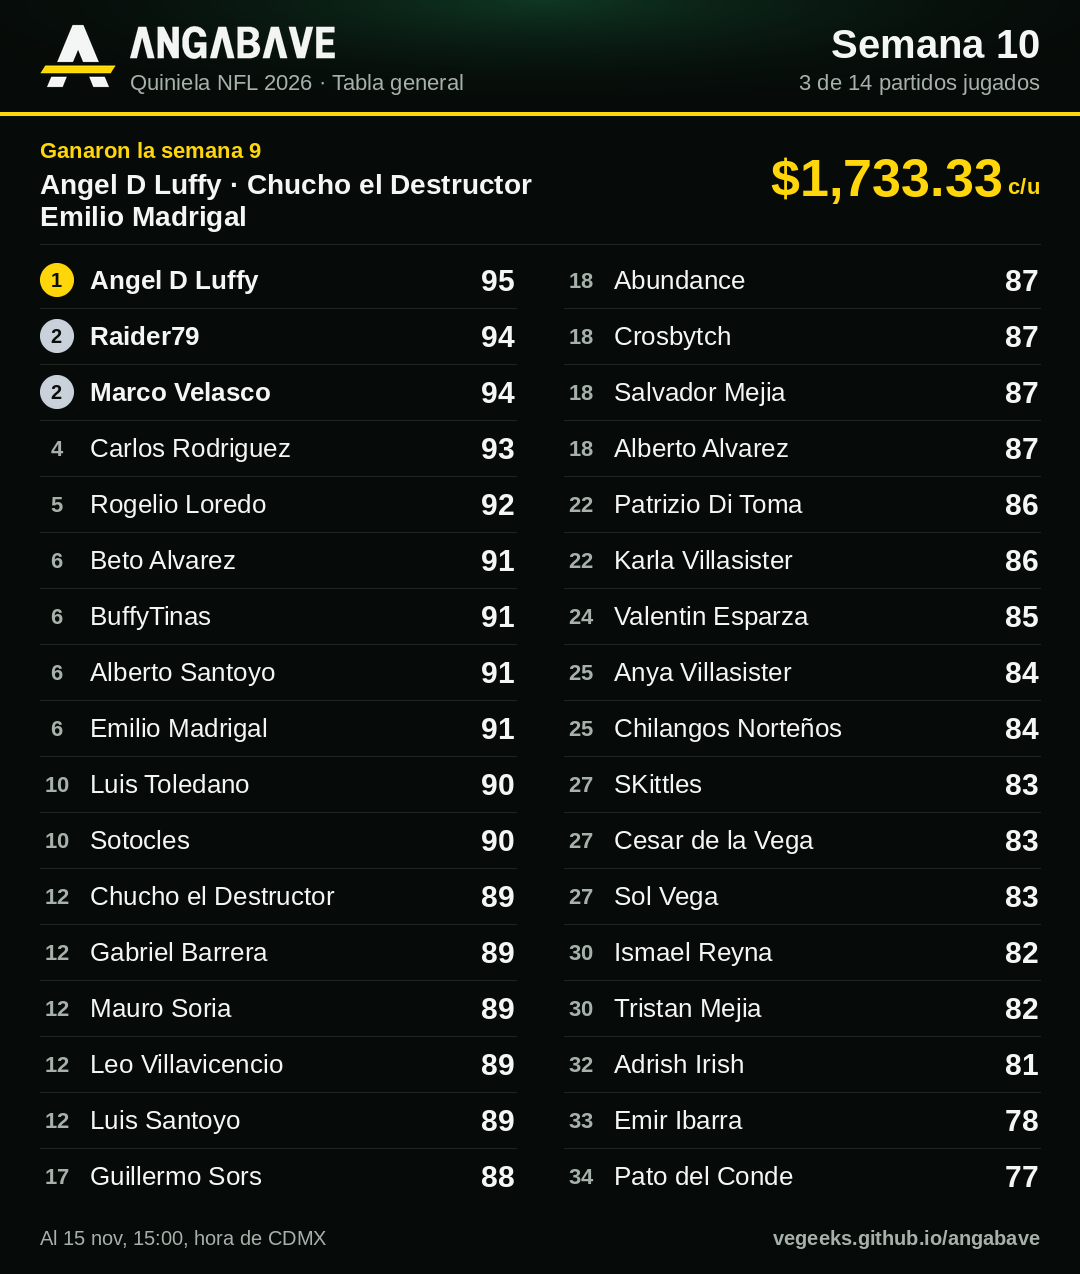 ANGABAVE
Quiniela NFL 2026 · Tabla general
Semana 10
3 de 14 partidos jugados
Ganaron la semana 9
Angel D Luffy · Chucho el Destructor
Emilio Madrigal
$1,733.33 c/u
1 Angel D Luffy 95
2 Raider79 94
2 Marco Velasco 94
4 Carlos Rodriguez 93
5 Rogelio Loredo 92
6 Beto Alvarez 91
6 BuffyTinas 91
6 Alberto Santoyo 91
6 Emilio Madrigal 91
10 Luis Toledano 90
10 Sotocles 90
12 Chucho el Destructor 89
12 Gabriel Barrera 89
12 Mauro Soria 89
12 Leo Villavicencio 89
12 Luis Santoyo 89
17 Guillermo Sors 88
18 Abundance 87
18 Crosbytch 87
18 Salvador Mejia 87
18 Alberto Alvarez 87
22 Patrizio Di Toma 86
22 Karla Villasister 86
24 Valentin Esparza 85
25 Anya Villasister 84
25 Chilangos Norteños 84
27 SKittles 83
27 Cesar de la Vega 83
27 Sol Vega 83
30 Ismael Reyna 82
30 Tristan Mejia 82
32 Adrish Irish 81
33 Emir Ibarra 78
34 Pato del Conde 77
Al 15 nov, 15:00, hora de CDMX
vegeeks.github.io/angabave